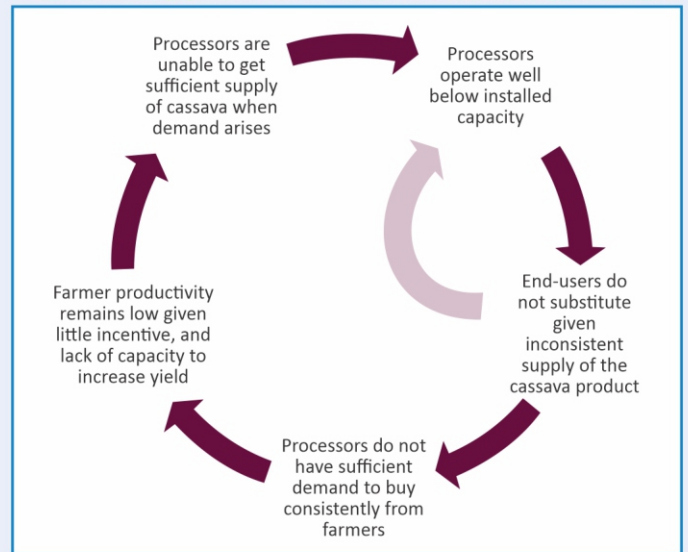 Processors are
unable to get
sufficient supply
of cassava when
demand arises
Processors
operate well
below installed
capacity
End-users do
not substitute
given
inconsistent
supply of the
cassava product
Processors do not
have sufficient
demand to buy
consistently from
farmers
Farmer productivity
remains low given
little incentive, and
lack of capacity to
increase yield